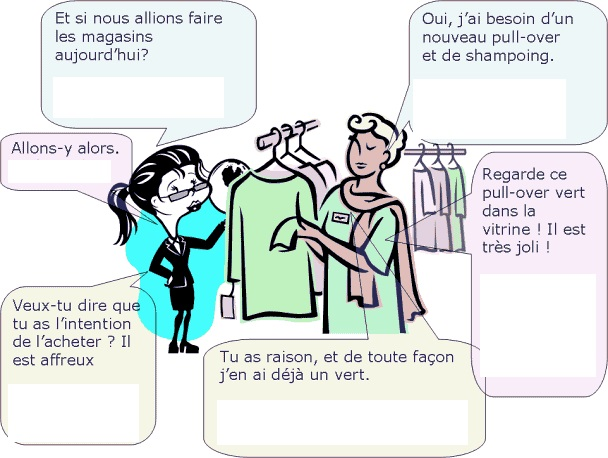 Et si nous allions faire
les magasins
aujourd’hui?
Oui, j’ai besoin d’un
nouveau pull-over
et de shampoing.
Allons-y alors.
Regarde ce
pull-over vert
dans la
vitrine ! Il est
très joli !
Veux-tu dire que
tu as l’intention
de l’acheter ? Il
est affreux
Tu as raison, et de toute façon
j’en ai déjà un vert.